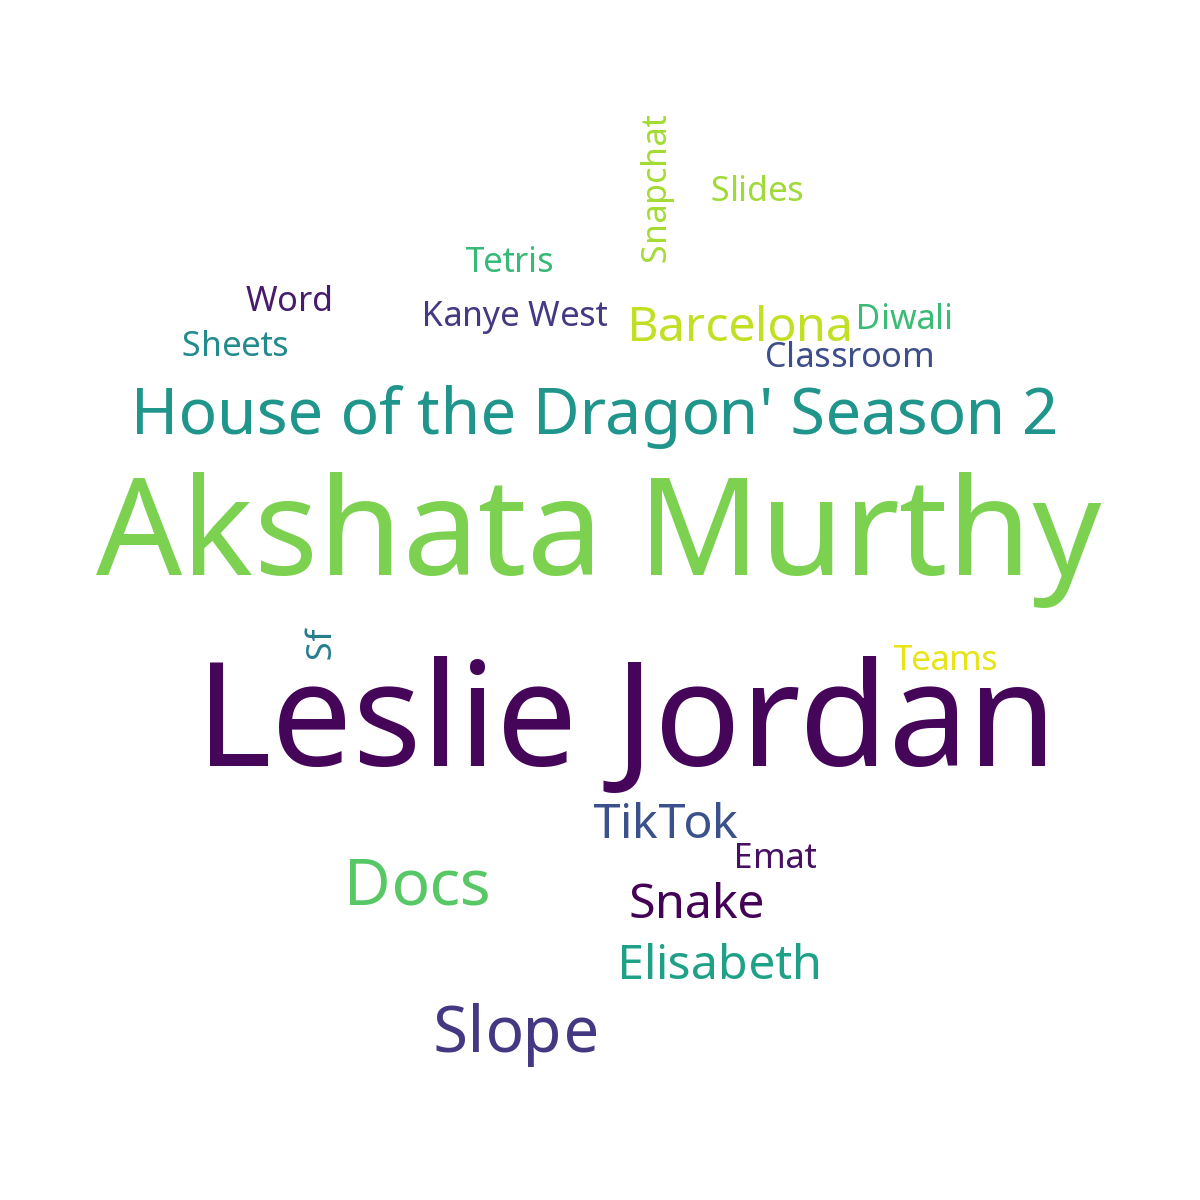 Snapchat
Slides
Tetris
Word
Kanye West
Barcelona
Diwali
Sheets
Classroom
House of the Dragon' Season 2
Akshata Murthy
Sf
Teams
Leslie Jordan
TikTok
Emat
Docs
Snake
Elisabeth
Slope